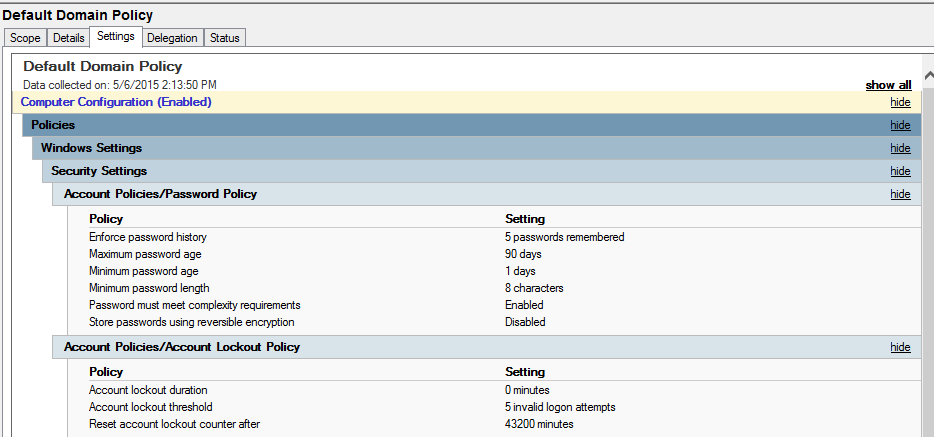 Default Domain Policy
Scope Details Settings Delegation Status
Default Domain Policy
Data collected on: 5/6/2015 2:13:50 PM show all
Computer Configuration (Enabled) hide
Policies hide
Windows Settings hide
Security Settings hide
Account Policies/Password Policy hide
Policy Setting
Enforce password history 5 passwords remembered
Maximum password age 90 days
Minimum password age 1 days
Minimum password length 8 characters
Password must meet complexity requirements Enabled
Store passwords using reversible encryption Disabled
Account Policies/Account Lockout Policy hide
Policy Setting
Account lockout duration 0 minutes
Account lockout threshold 5 invalid logon attempts
Reset account lockout counter after 43200 minutes